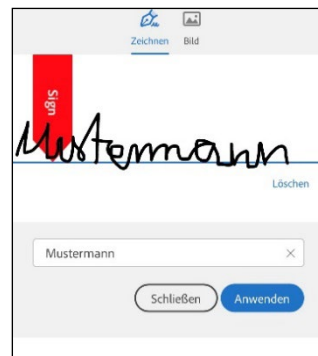 Zeichnen Bild
Sign
Mustermann
Löschen
Mustermann
Schließen Anwenden